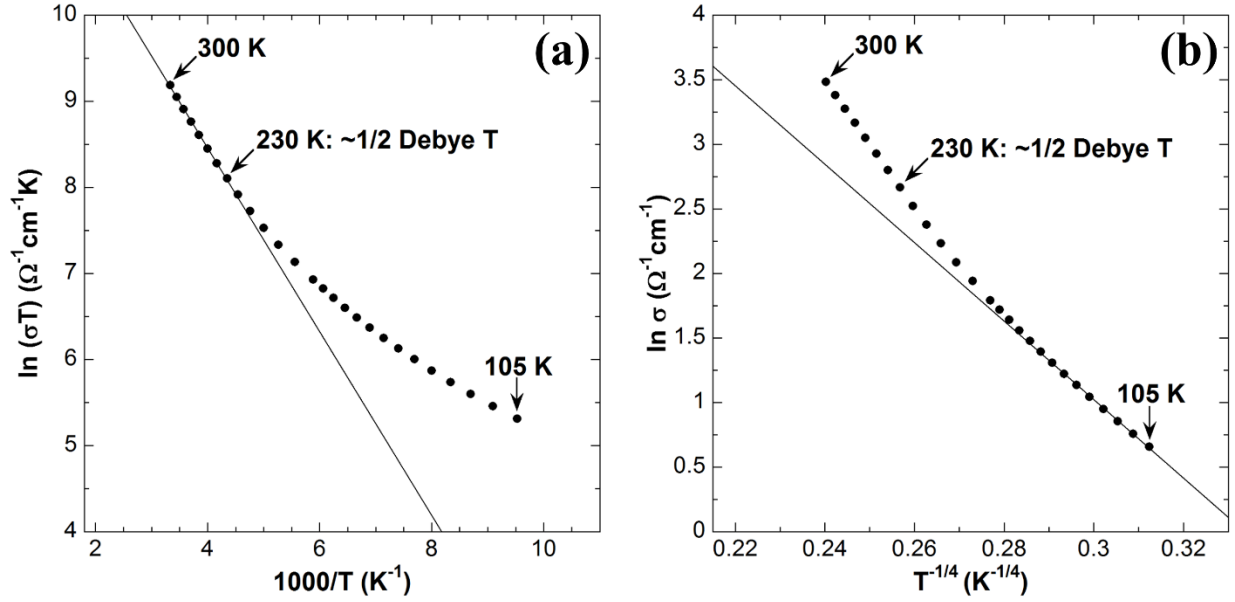 (a)
300 K
230 K: ~1/2 Debye T
105 K
10
9
8
7
6
5
4
2
4
6
8
10
ln (σT) (Ω⁻¹cm⁻¹K)
1000/T (K⁻¹)
(b)
300 K
230 K: ~1/2 Debye T
105 K
4
3.5
3
2.5
2
1.5
1
0.5
0
0.22
0.24
0.26
0.28
0.3
0.32
ln σ (Ω⁻¹cm⁻¹)
T⁻¹/⁴ (K⁻¹/⁴)